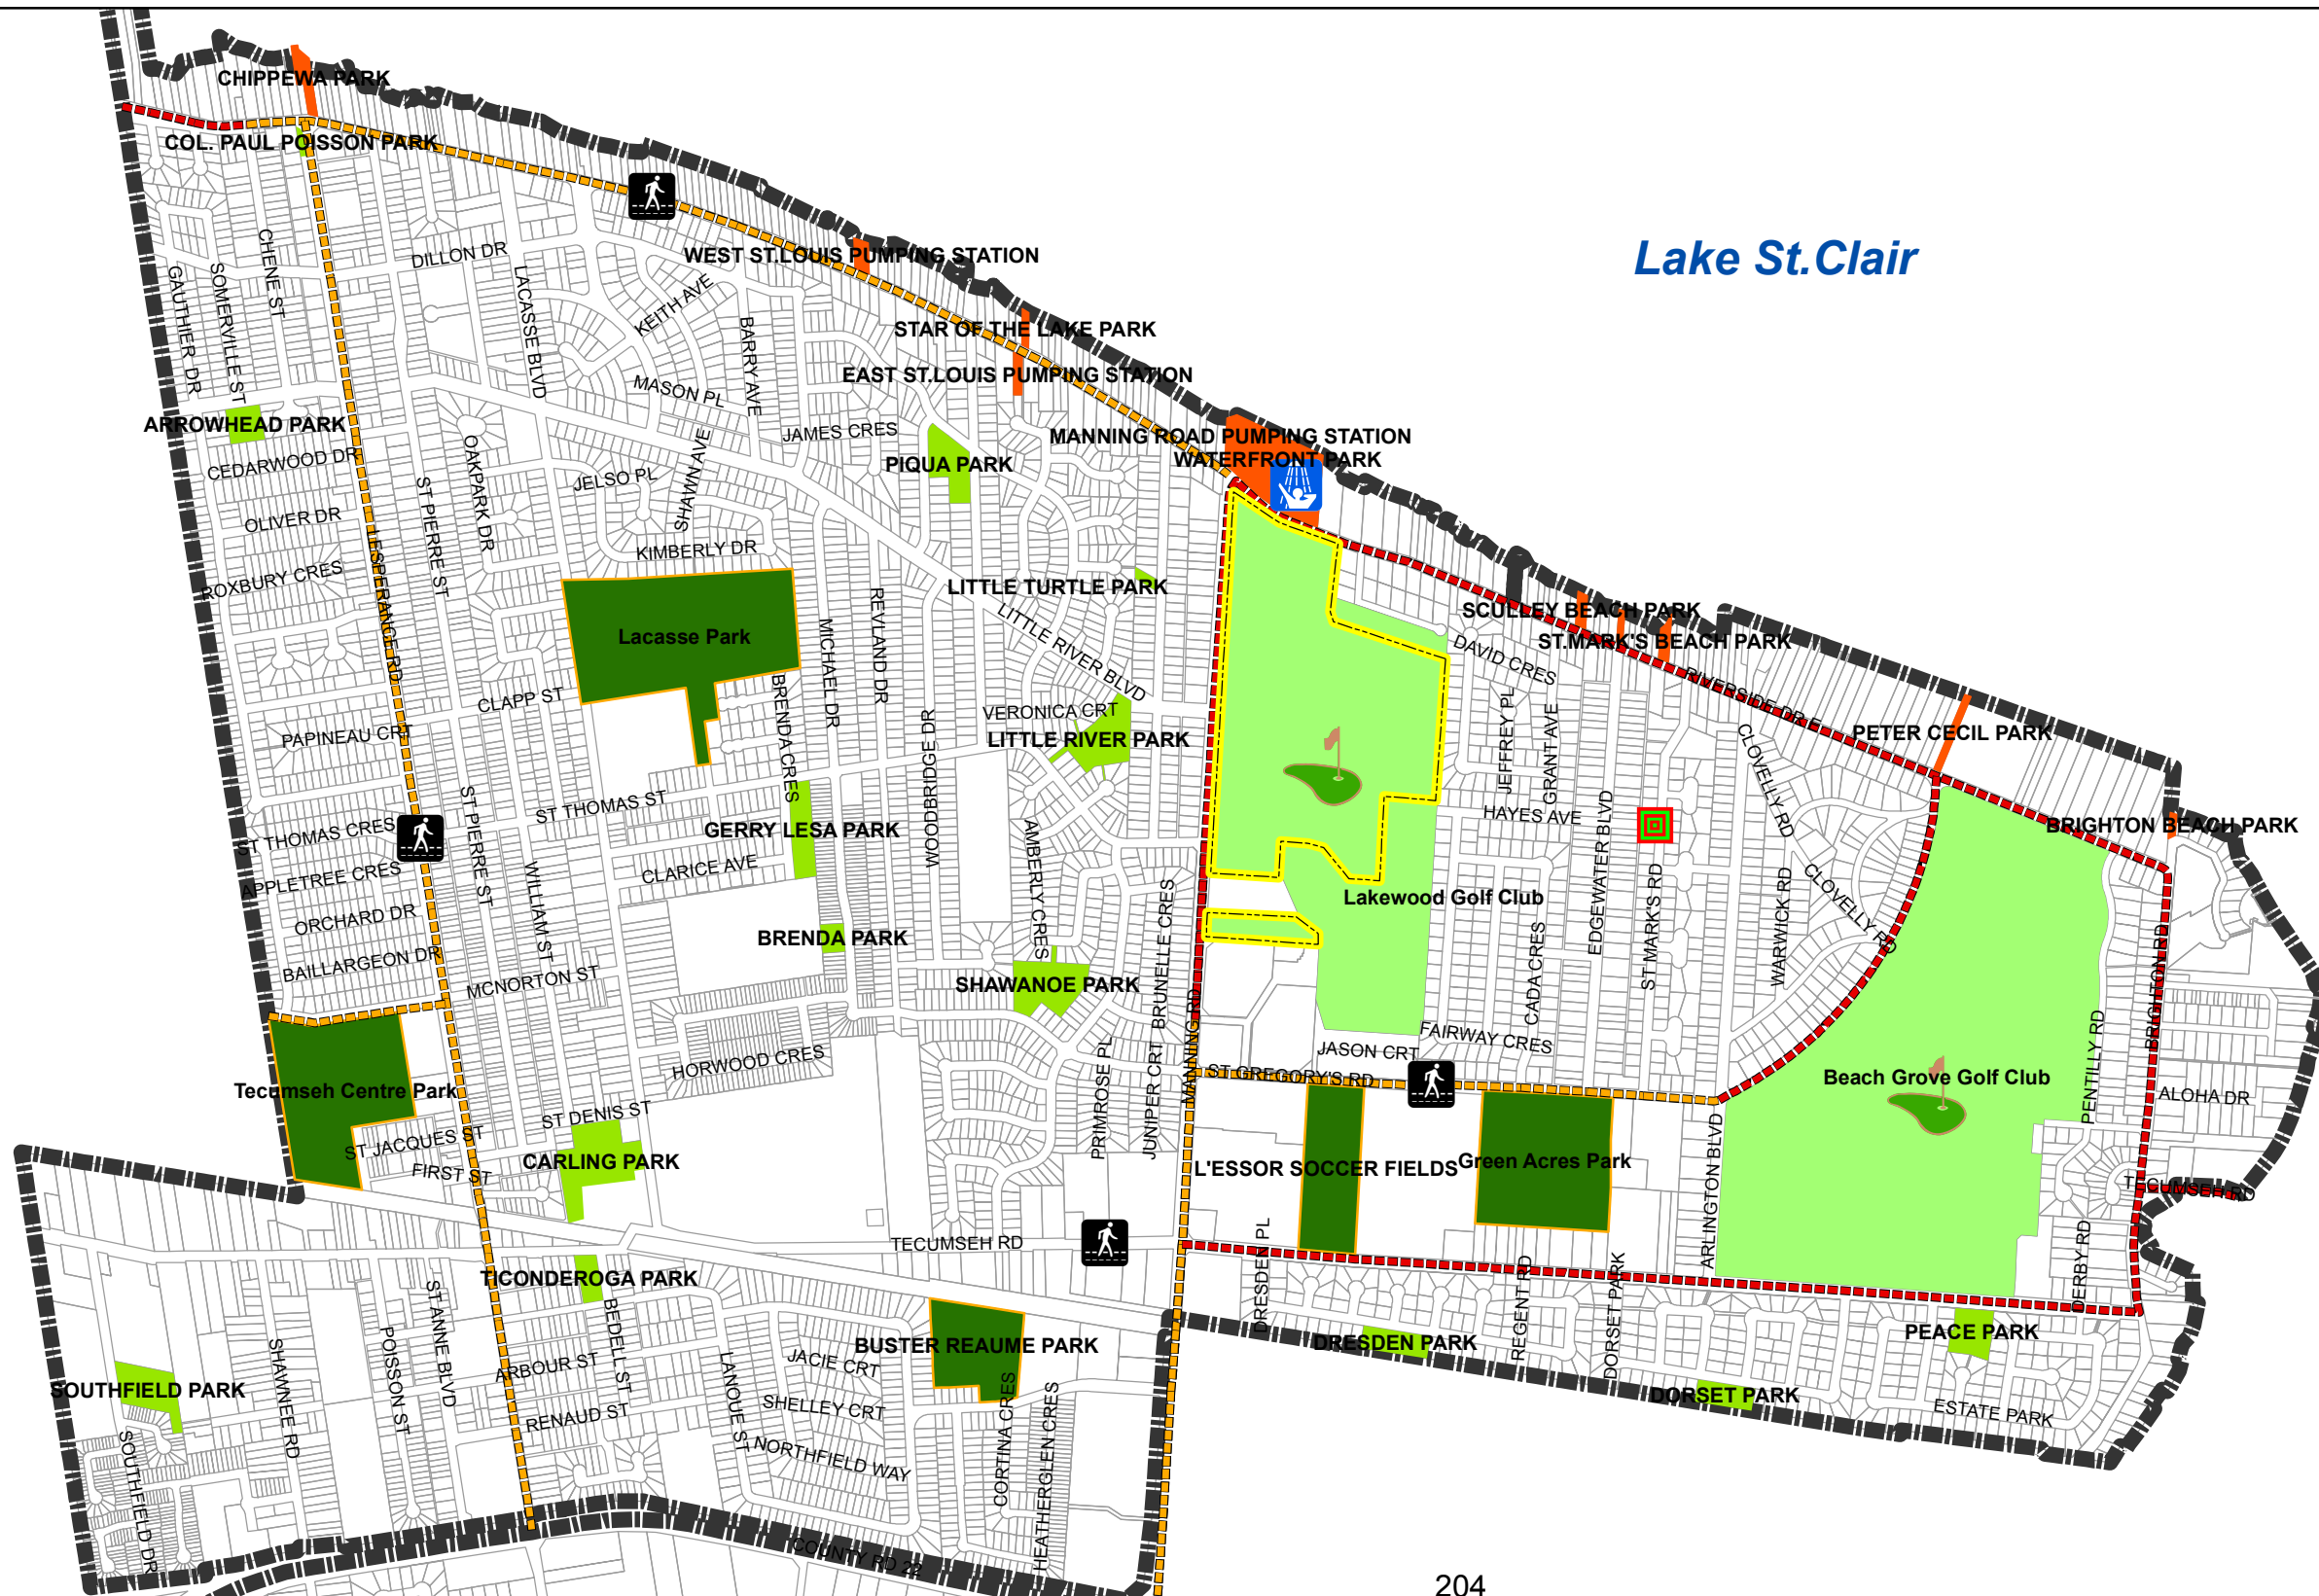 CHIPPEWA PARK
COL. PAUL POISSON PARK
Lake St.Clair
DILLON DR
CHENE ST
SOMERVILLE ST
GAUTHIER DR
LACASSE BLVD
KEITH AVE
WEST ST.LOUIS PUMPING STATION
BARRY AVE
STAR OF THE LAKE PARK
EAST ST.LOUIS PUMPING STATION
MASON PL
ARROWHEAD PARK
JAMES CRES
MANNING ROAD PUMPING STATION
WATERFRONT PARK
PIQUA PARK
CEDARWOOD DR
OAKPARK DR
JELSO PL
SHAWN AVE
ST PIERRE ST
OLIVER DR
LESPERANCE RD
KIMBERLY DR
ROXBURY CRES
LITTLE TURTLE PARK
LITTLE RIVER BLVD
SCULLEY BEACH PARK
ST.MARK'S BEACH PARK
Lacasse Park
MICHAEL DR
REVLAND DR
DAVID CRES
RIVERSIDE DR E
CLAPP ST
BRENDA CRES
VERONICA CRT
LITTLE RIVER PARK
PAPINEAU CRT
WOODBRIDGE DR
JEFFREY PL
GRANT AVE
CLOVELLY RD
PETER CECIL PARK
ST THOMAS ST
ST PIERRE ST
HAYES AVE
EDGEWATER BLVD
BRIGHTON BEACH PARK
ST THOMAS CRES
GERRY LESA PARK
AMBERLY CRES
APPLETREE CRES
CLARICE AVE
WILLIAM ST
Lakewood Golf Club
ST MARK'S RD
WARWICK RD
CLOVELLY RD
ORCHARD DR
BRENDA PARK
BRUNELLE CRES
CADA CRES
BAILLARGEON DR
MCNORTON ST
SHAWANOE PARK
BRIGHTON RD
MANNING RD
HORWOOD CRES
PRIMROSE PL
JUNIPER CRT
FAIRWAY CRES
JASON CRT
ST GREGORY'S RD
PENTILLY RD
Tecumseh Centre Park
Beach Grove Golf Club
ALOHA DR
ST DENIS ST
ST JACQUES ST
FIRST ST
CARLING PARK
L'ESSOR SOCCER FIELDS
Green Acres Park
ARLINGTON BLVD
TECUMSEH RD
TECUMSEH RD
DRESDEN PL
DERBY RD
TICONDEROGA PARK
BEDELL ST
ST ANNE BLVD
POISSON ST
SHAWNEE RD
REGENT RD
DORSET PARK
BUSTER REAUME PARK
DRESDEN PARK
PEACE PARK
ARBOUR ST
JACIE CRT
LANOUE ST
SOUTHFIELD PARK
SHELLEY CRT
DORSET PARK
ESTATE PARK
RENAUD ST
NORTHFIELD WAY
CORTINA CRES
HEATHERGLEN CRES
SOUTHFIELD DR
COUNTY RD 22
204